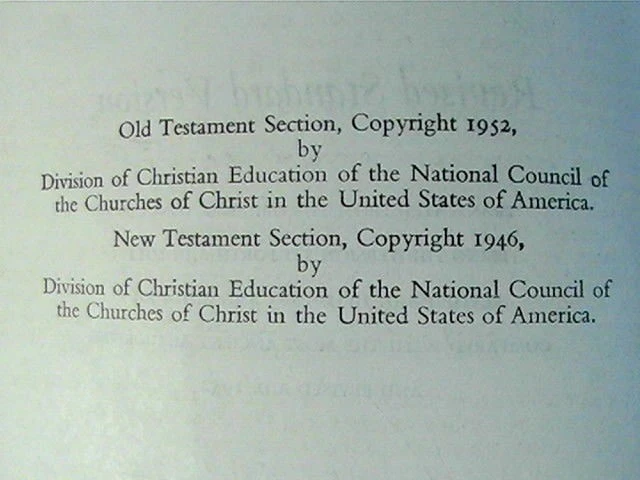 Old Testament Section, Copyright 1952,
by
Division of Christian Education of the National Council of
the Churches of Christ in the United States of America.
New Testament Section, Copyright 1946,
by
Division of Christian Education of the National Council of
the Churches of Christ in the United States of America.